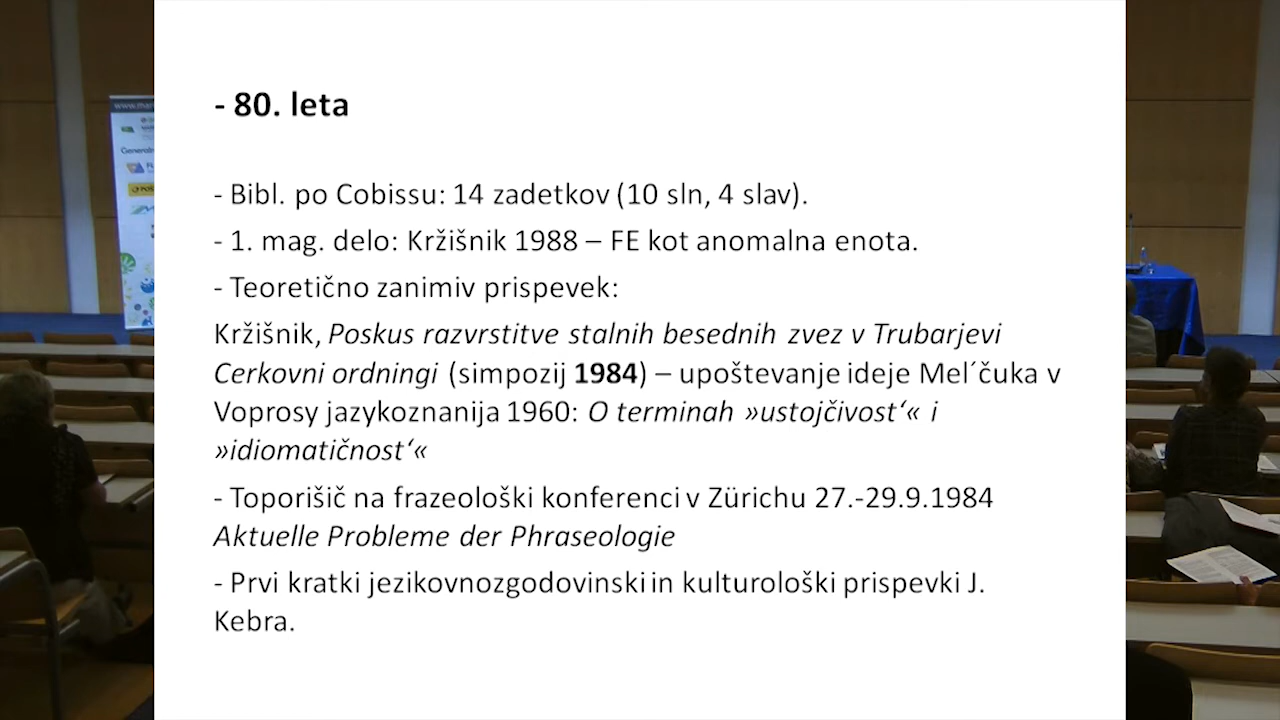 - 80. leta
- Bibl. po Cobissu: 14 zadetkov (10 sln, 4 slav).
- 1. mag. delo: Kržišnik 1988 – FE kot anomalna enota.
- Teoretično zanimiv prispevek:
Kržišnik, Poskus razvrstitve stalnih besednih zvez v Trubarjevi
Cerkovni ordningi (simpozij 1984) – upoštevanje ideje Mel´čuka v
Voprosy jazykoznanija 1960: O terminah »ustojčivost‘« i
»idiomatičnost‘«
- Toporišič na frazeološki konferenci v Zürichu 27.-29.9.1984
Aktuelle Probleme der Phraseologie
- Prvi kratki jezikovnozgodovinski in kulturološki prispevki J.
Kebra.